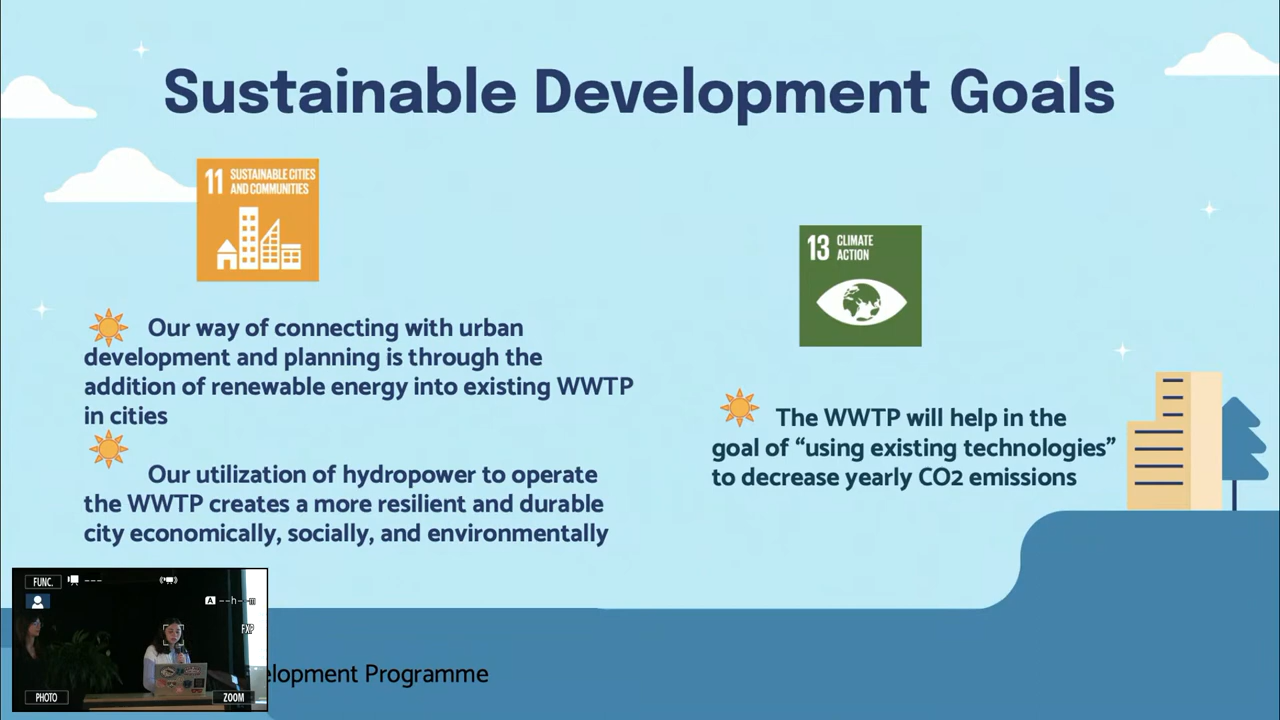 Sustainable Development Goals
11 SUSTAINABLE CITIES
AND COMMUNITIES
Our way of connecting with urban
development and planning is through the
addition of renewable energy into existing WWTP
in cities
Our utilization of hydropower to operate
the WWTP creates a more resilient and durable
city economically, socially, and environmentally
13 CLIMATE
ACTION
The WWTP will help in the
goal of “using existing technologies”
to decrease yearly CO2 emissions
elopment Programme
FUNC. ---
A --h--m
FXP
PHOTO
ZOOM